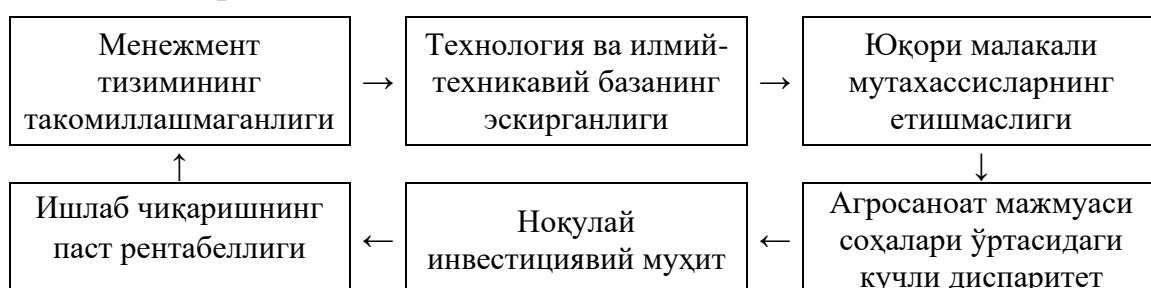 Менежмент
тизимининг
такомиллашмаганлиги
→
Технология ва илмий-
техникавий базанинг
эскирганлиги
→
Юқори малакали
мутахассисларнинг
етишмаслиги
↑
↓
Ишлаб чиқаришнинг
паст рентабеллиги
←
Ноқулай
инвестициявий муҳит
←
Агросаноат мажмуаси
соҳалари ўртасидаги
кучли диспаритет